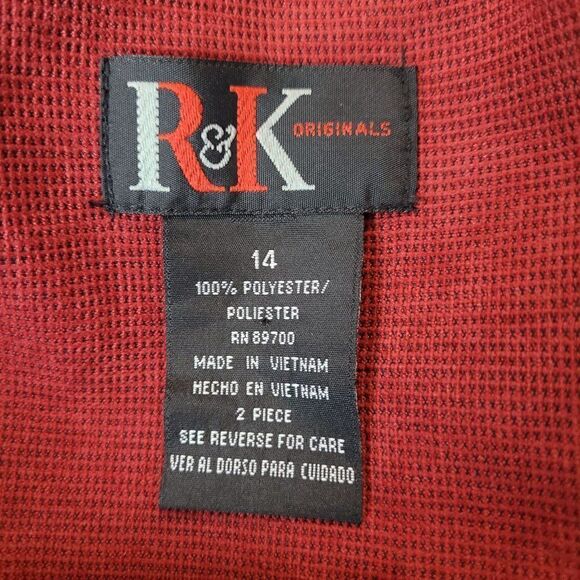 R&K ORIGINALS
14
100% POLYESTER/
POLIESTER
RN 89700
MADE IN VIETNAM
HECHO EN VIETNAM
2 PIECE
SEE REVERSE FOR CARE
VER AL DORSO PARA CUIDADO